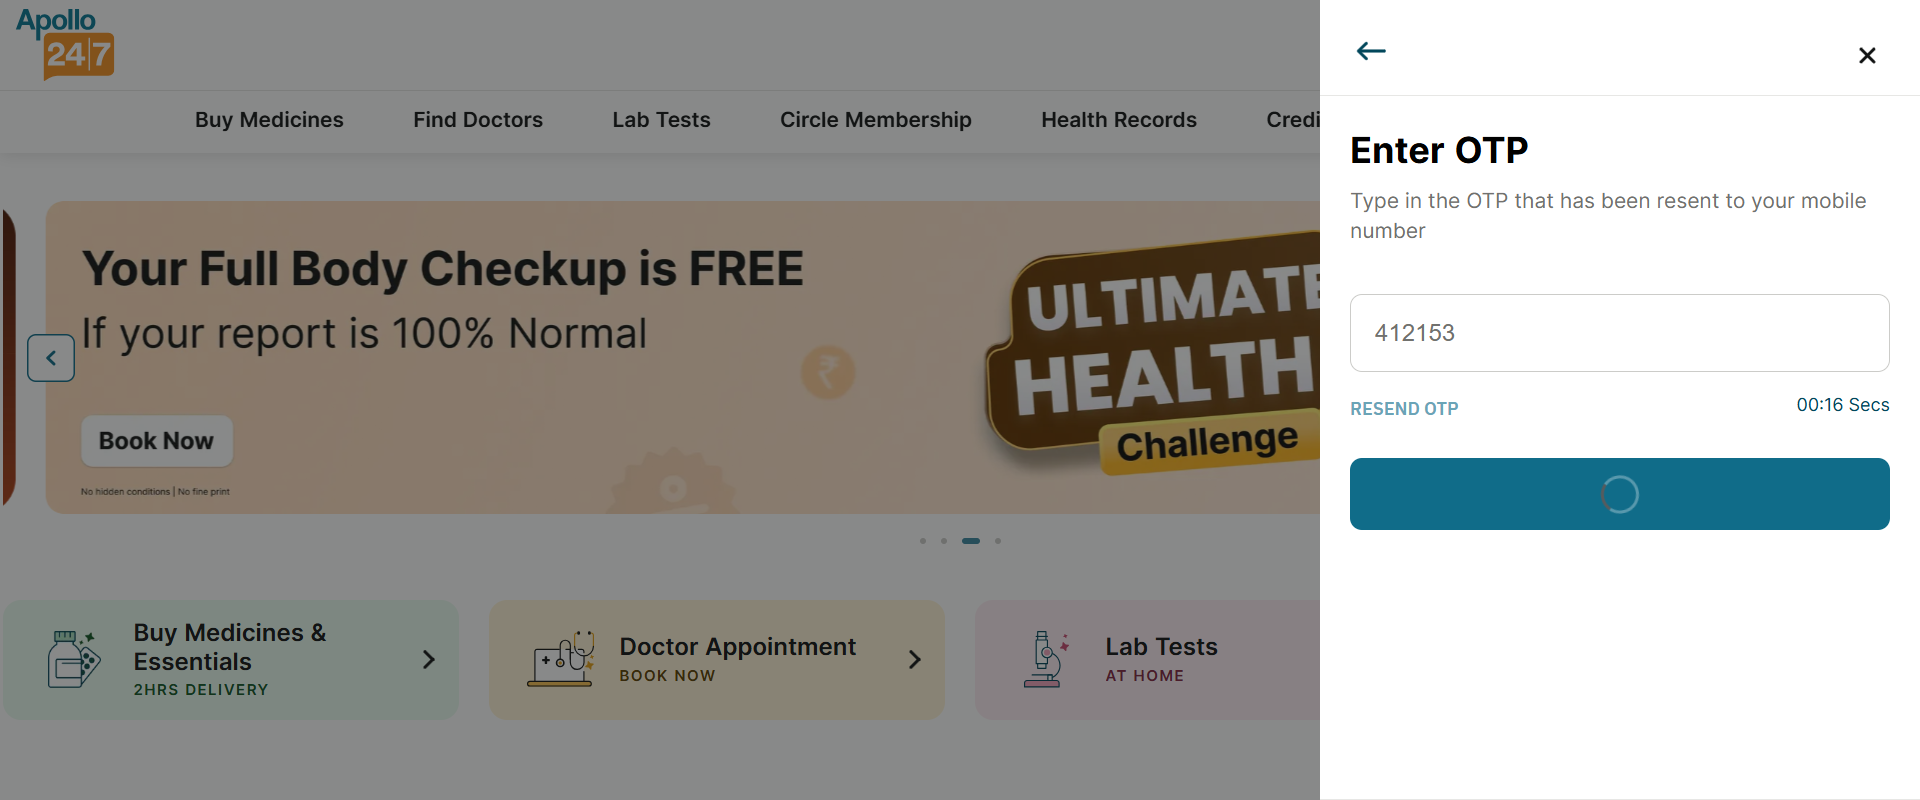 Apollo
24|7
Buy Medicines
Find Doctors
Lab Tests
Circle Membership
Health Records
Credi
Your Full Body Checkup is FREE
If your report is 100% Normal
Book Now
No hidden conditions | No fine print
ULTIMATE
HEALTH
Challenge
Buy Medicines &
Essentials
2HRS DELIVERY
Doctor Appointment
BOOK NOW
Lab Tests
AT HOME
Enter OTP
Type in the OTP that has been resent to your mobile
number
412153
RESEND OTP
00:16 Secs